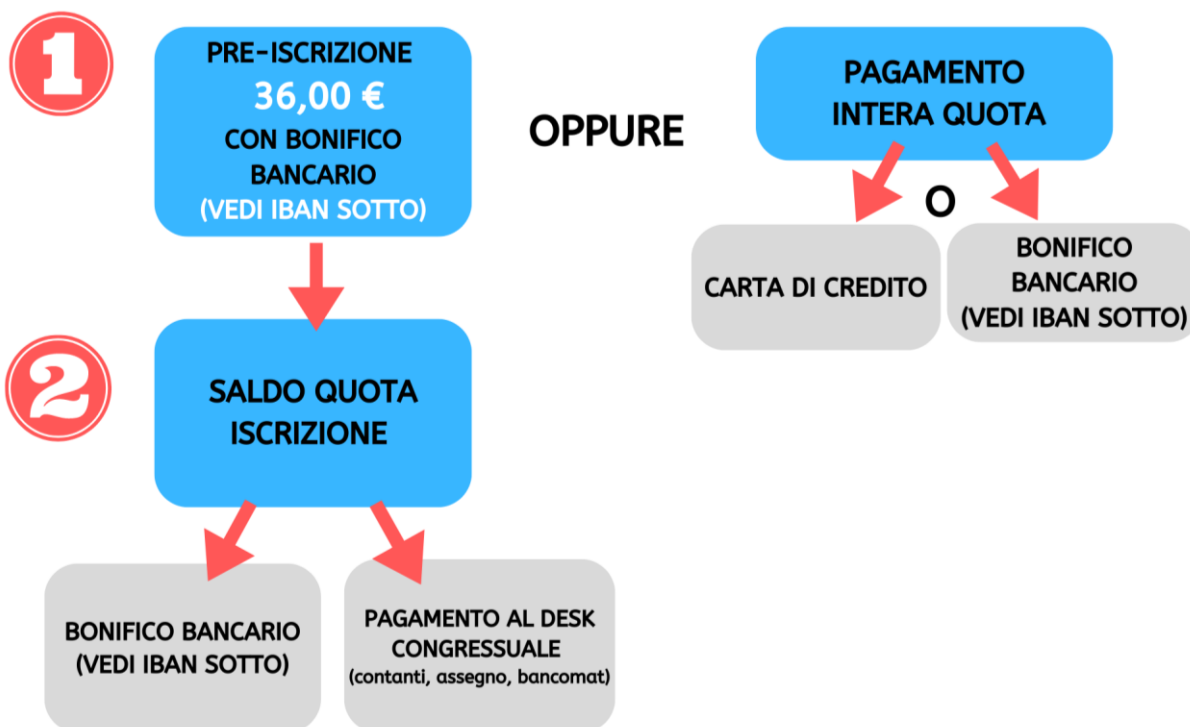 1
PRE-ISCRIZIONE
36,00 €
CON BONIFICO
BANCARIO
(VEDI IBAN SOTTO)
OPPURE
PAGAMENTO
INTERA QUOTA
O
CARTA DI CREDITO
BONIFICO
BANCARIO
(VEDI IBAN SOTTO)
2
SALDO QUOTA
ISCRIZIONE
BONIFICO BANCARIO
(VEDI IBAN SOTTO)
PAGAMENTO AL DESK
CONGRESSUALE
(contanti, assegno, bancomat)